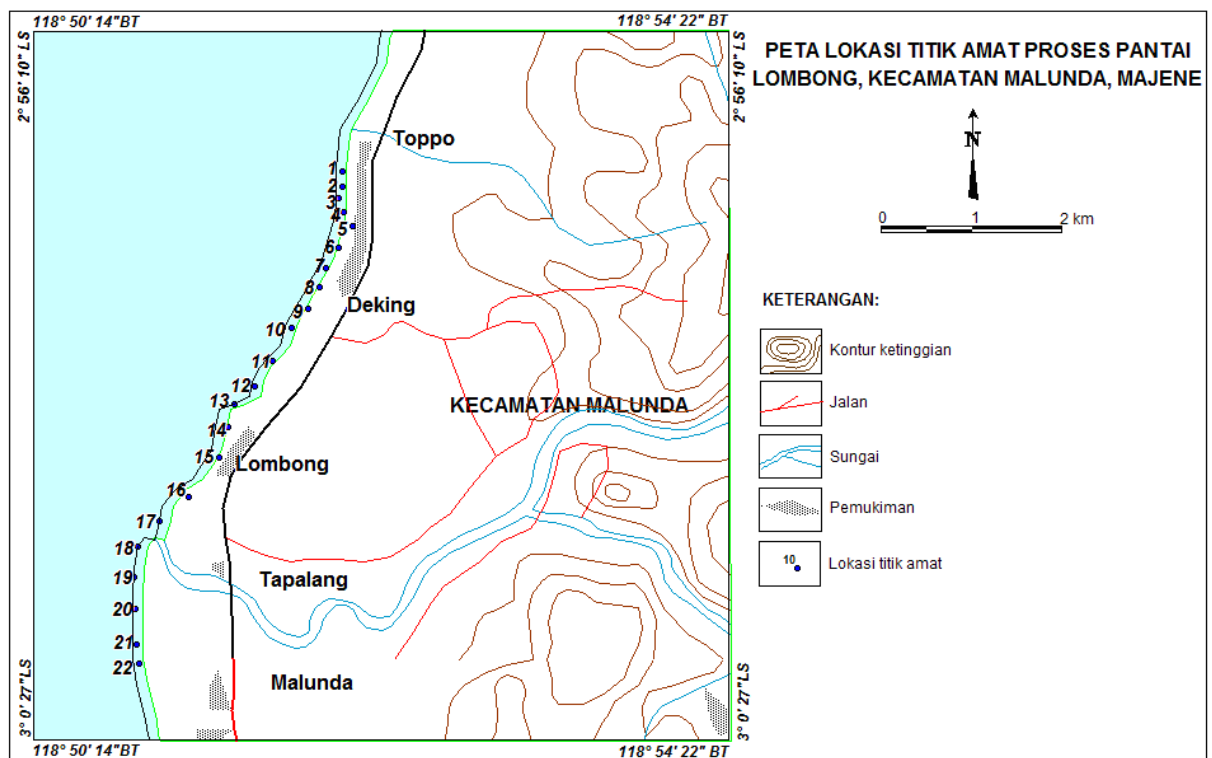 118° 50' 14"BT
118° 54' 22" BT
2° 56' 10" LS
2° 56' 10" LS
PETA LOKASI TITIK AMAT PROSES PANTAI
LOMBONG, KECAMATAN MALUNDA, MAJENE
N
0 1 2 km
Toppo
1
2
3
4
5
6
7
8
Deking
9
10
11
12
13
KECAMATAN MALUNDA
14
15
Lombong
16
17
18
19
Tapalang
20
21
22
Malunda
KETERANGAN:
Kontur ketinggian
Jalan
Sungai
Pemukiman
10
Lokasi titik amat
3° 0' 27"LS
3° 0' 27"LS
118° 50' 14"BT
118° 54' 22" BT